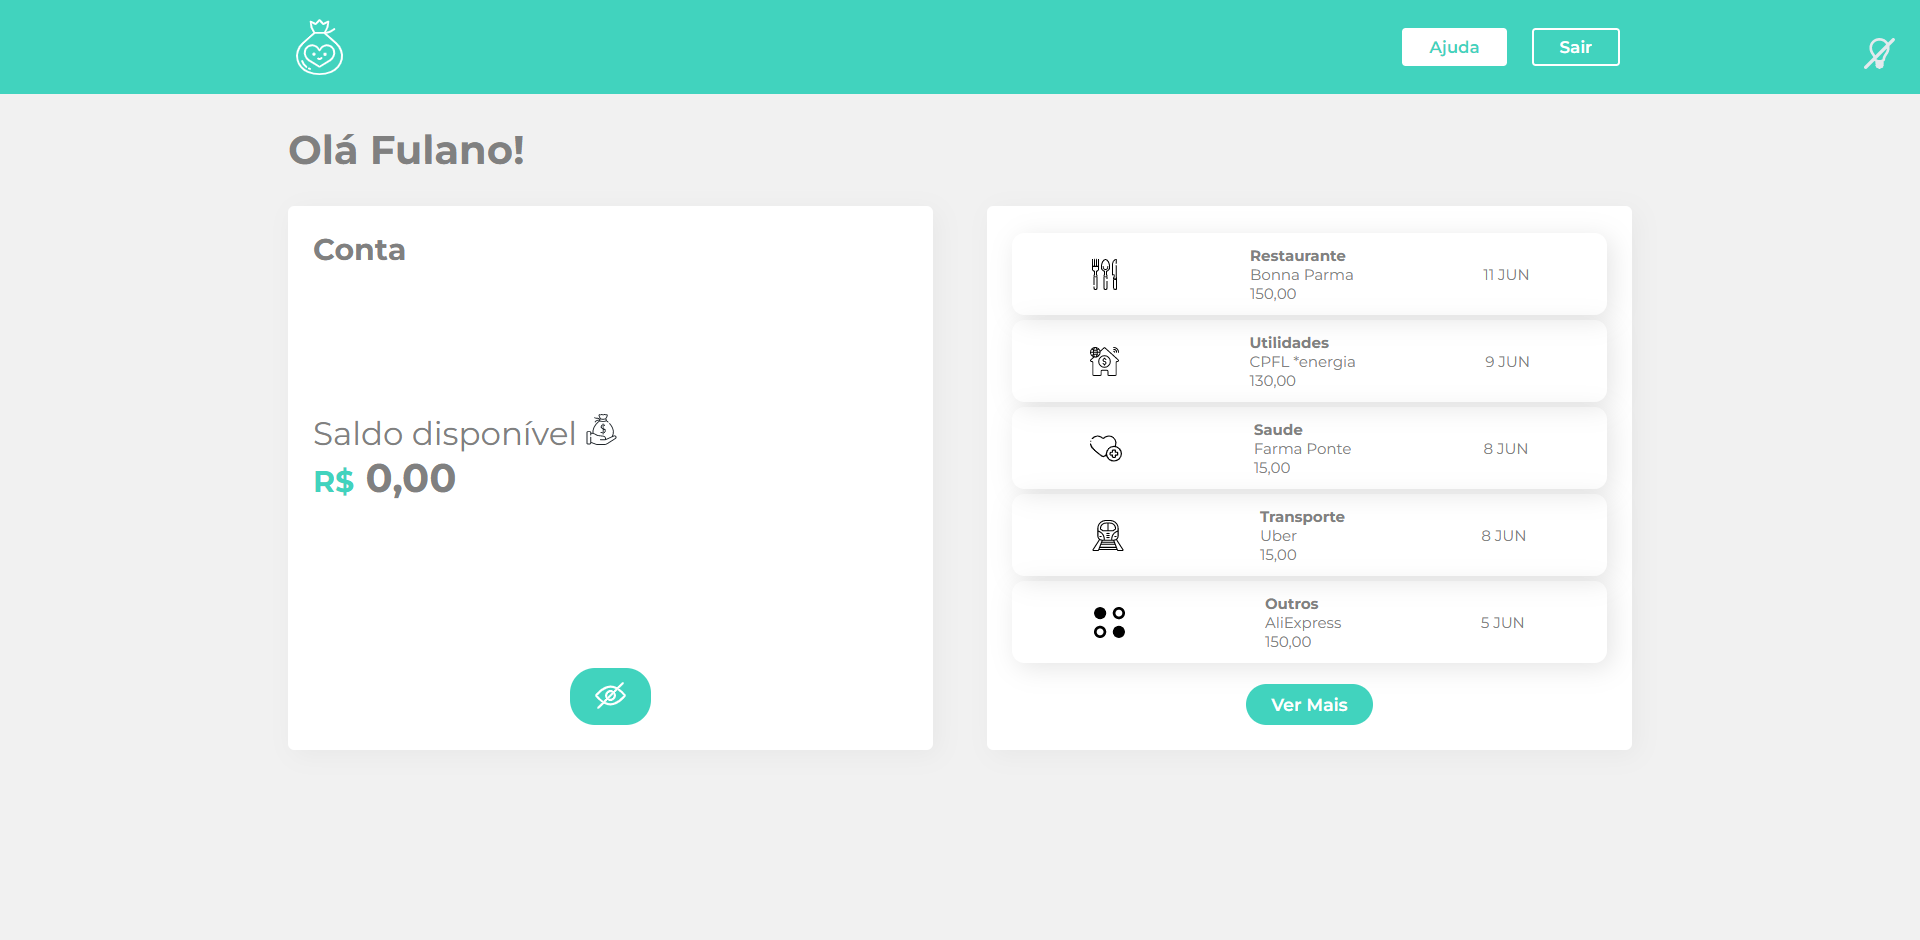 Ajuda
Sair
Olá Fulano!
Conta
Saldo disponível
R$ 0,00
Restaurante
Bonna Parma
150,00
11 JUN
Utilidades
CPFL *energia
130,00
9 JUN
Saude
Farma Ponte
15,00
8 JUN
Transporte
Uber
15,00
8 JUN
Outros
AliExpress
150,00
5 JUN
Ver Mais